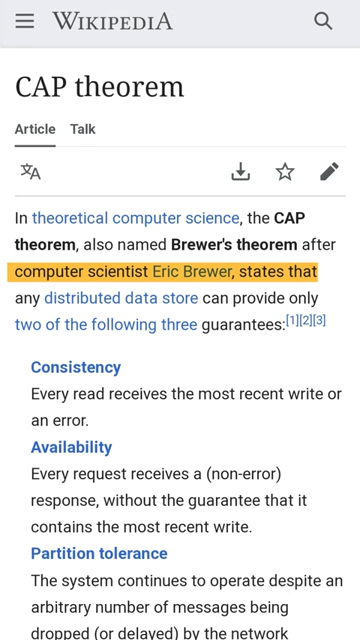 WIKIPEDIA
CAP theorem
Article Talk
In theoretical computer science, the CAP
theorem, also named Brewer's theorem after
computer scientist Eric Brewer, states that
any distributed data store can provide only
two of the following three guarantees:[1][2][3]
Consistency
Every read receives the most recent write or
an error.
Availability
Every request receives a (non-error)
response, without the guarantee that it
contains the most recent write.
Partition tolerance
The system continues to operate despite an
arbitrary number of messages being
dropped (or delayed) by the network